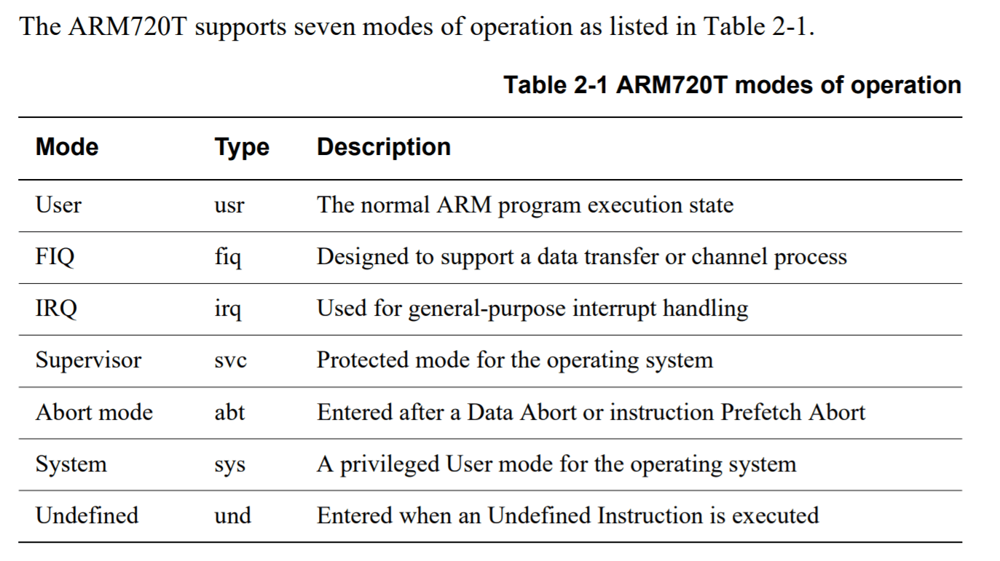 The ARM720T supports seven modes of operation as listed in Table 2-1.
Table 2-1 ARM720T modes of operation
Mode Type Description
User usr The normal ARM program execution state
FIQ fiq Designed to support a data transfer or channel process
IRQ irq Used for general-purpose interrupt handling
Supervisor svc Protected mode for the operating system
Abort mode abt Entered after a Data Abort or instruction Prefetch Abort
System sys A privileged User mode for the operating system
Undefined und Entered when an Undefined Instruction is executed